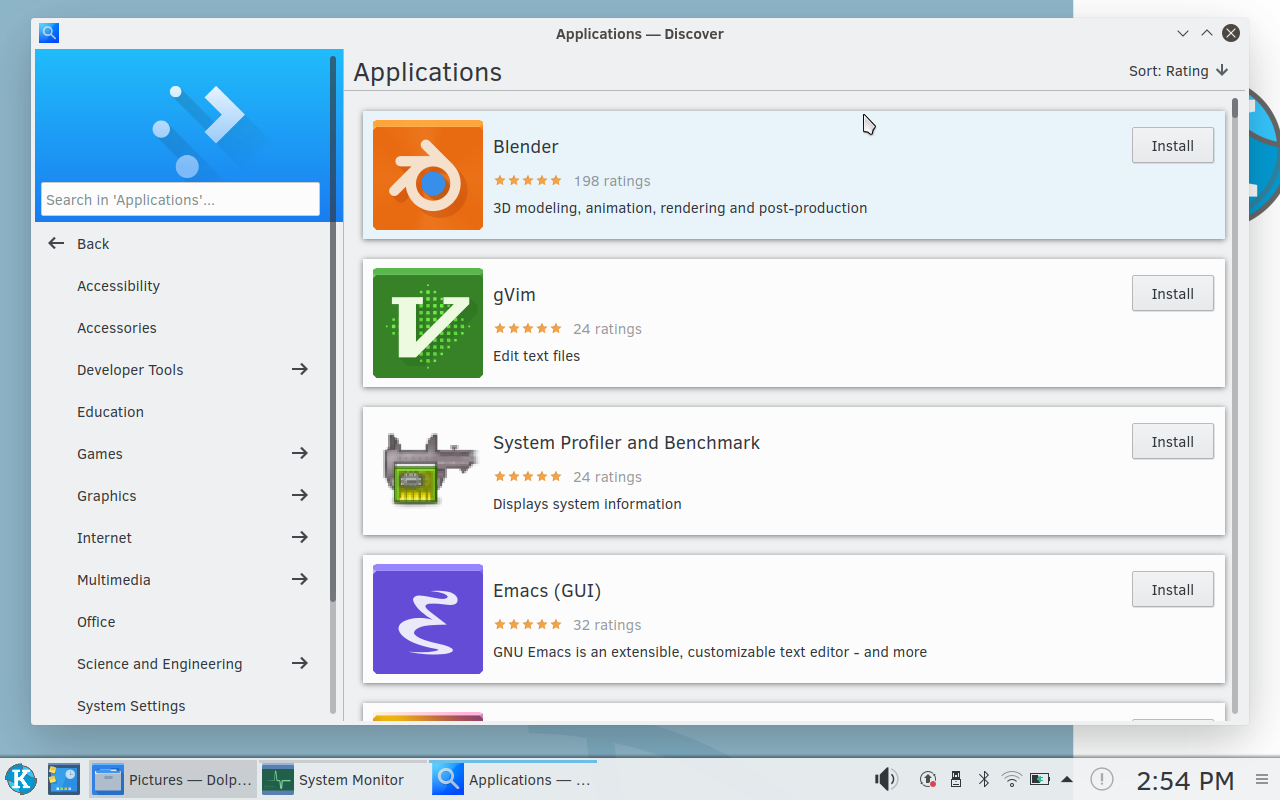 Applications — Discover
Applications
Sort: Rating
Search in 'Applications'...
Back
Accessibility
Accessories
Developer Tools
Education
Games
Graphics
Internet
Multimedia
Office
Science and Engineering
System Settings
Blender
198 ratings
3D modeling, animation, rendering and post-production
Install
gVim
24 ratings
Edit text files
Install
System Profiler and Benchmark
24 ratings
Displays system information
Install
Emacs (GUI)
32 ratings
GNU Emacs is an extensible, customizable text editor - and more
Install
Pictures — Dolp...
System Monitor
Applications — ...
2:54 PM